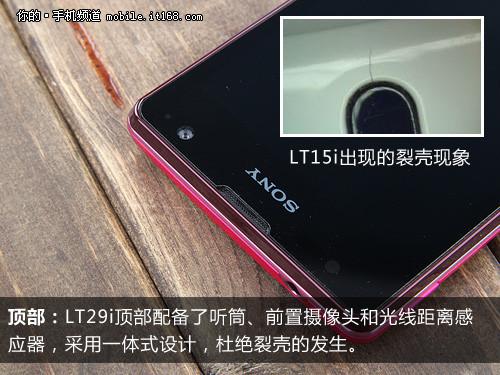 你的·手机频道 mobile.it168.com
LT15i出现的裂壳现象
SONY
顶部：LT29i顶部配备了听筒、前置摄像头和光线距离感
应器，采用一体式设计，杜绝裂壳的发生。